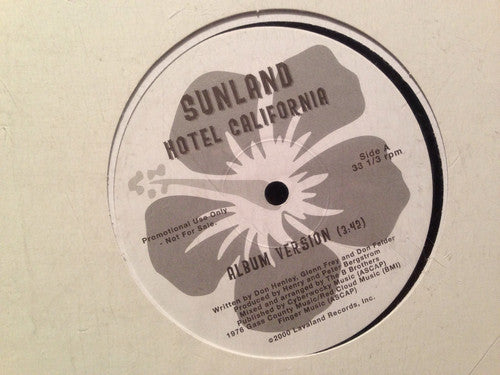 SUNLAND
HOTEL CALIFORNIA
Side A
33 1/3 rpm
Promotional Use Only
- Not For Sale-
ALBUM VERSION (3:42)
Written by Don Henley, Glenn Frey and Don Felder
Produced by Henry and Peter Bergstrom
Mixed and arranged by The B Brothers
Published by Cyberwocky Music (ASCAP)
1976 Gass County Music/Red Cloud Music (BMI)
Finger Music (ASCAP)
©2000 Lavaland Records, Inc.